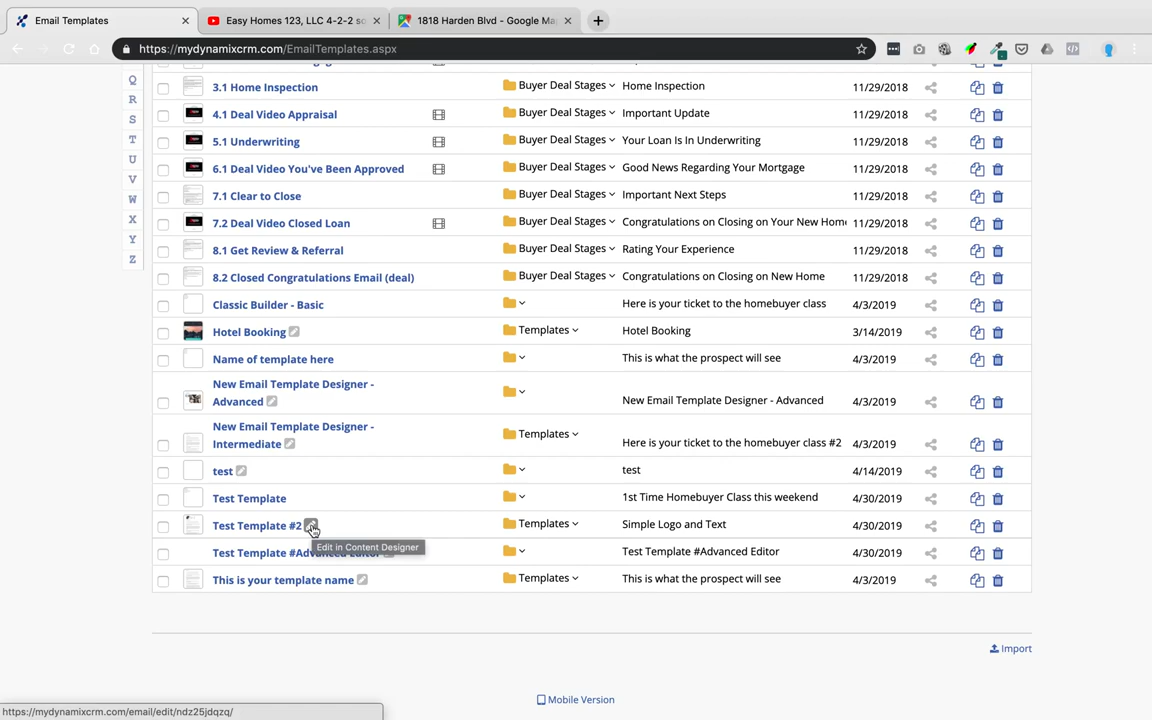 Email Templates
Easy Homes 123, LLC 4-2-2 so
1818 Harden Blvd - Google Ma
https://mydynamixcrm.com/EmailTemplates.aspx
Q
R
S
T
U
V
W
X
Y
Z
3.1 Home Inspection Buyer Deal Stages Home Inspection 11/29/2018
4.1 Deal Video Appraisal Buyer Deal Stages Important Update 11/29/2018
5.1 Underwriting Buyer Deal Stages Your Loan Is In Underwriting 11/29/2018
6.1 Deal Video You've Been Approved Buyer Deal Stages Good News Regarding Your Mortgage 11/29/2018
7.1 Clear to Close Buyer Deal Stages Important Next Steps 11/29/2018
7.2 Deal Video Closed Loan Buyer Deal Stages Congratulations on Closing on Your New Home 11/29/2018
8.1 Get Review & Referral Buyer Deal Stages Rating Your Experience 11/29/2018
8.2 Closed Congratulations Email (deal) Buyer Deal Stages Congratulations on Closing on New Home 11/29/2018
Classic Builder - Basic Here is your ticket to the homebuyer class 4/3/2019
Hotel Booking Templates Hotel Booking 3/14/2019
Name of template here This is what the prospect will see 4/3/2019
New Email Template Designer -
Advanced New Email Template Designer - Advanced 4/3/2019
New Email Template Designer -
Intermediate Templates Here is your ticket to the homebuyer class #2 4/3/2019
test test 4/14/2019
Test Template 1st Time Homebuyer Class this weekend 4/30/2019
Test Template #2 Templates Simple Logo and Text 4/30/2019
Edit in Content Designer
Test Template #Advanced Editor Test Template #Advanced Editor 4/30/2019
This is your template name Templates This is what the prospect will see 4/3/2019
Import
Mobile Version
https://mydynamixcrm.com/email/edit/ndz25jdqzq/